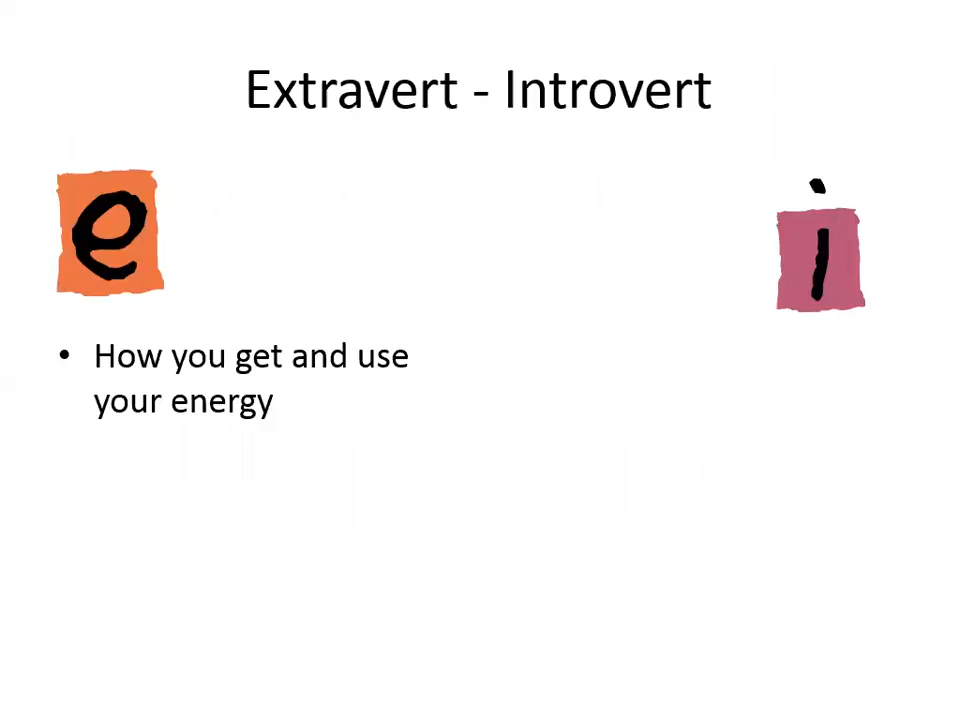 Extravert - Introvert
e
i
• How you get and use
your energy